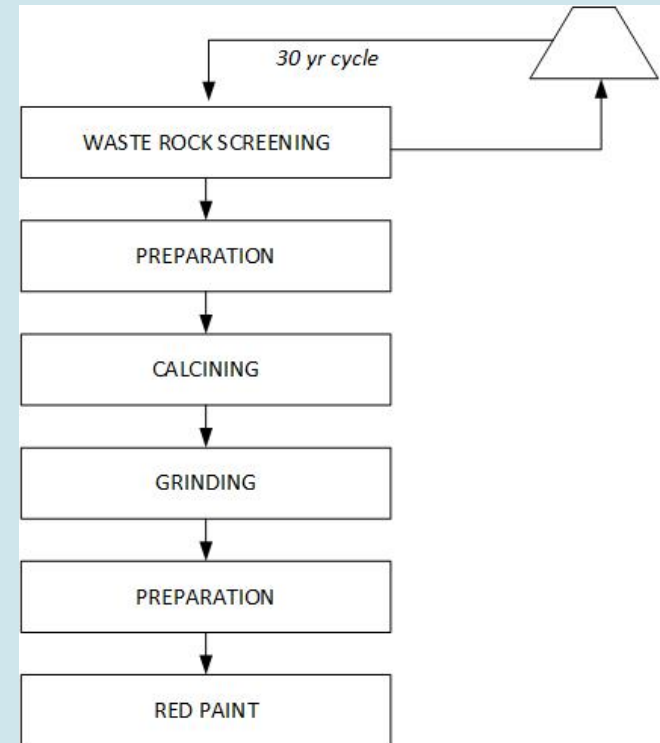 30 yr cycle
WASTE ROCK SCREENING
PREPARATION
CALCINING
GRINDING
PREPARATION
RED PAINT